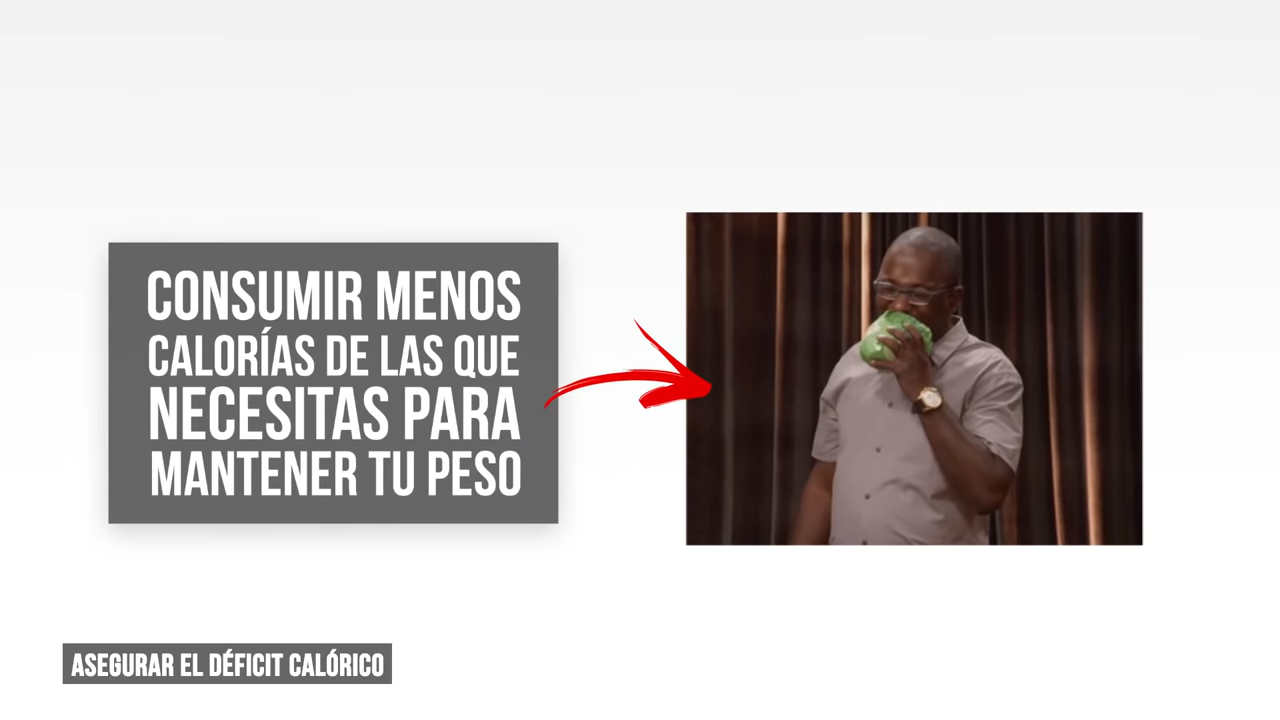 CONSUMIR MENOS
CALORÍAS DE LAS QUE
NECESITAS PARA
MANTENER TU PESO
ASEGURAR EL DÉFICIT CALÓRICO